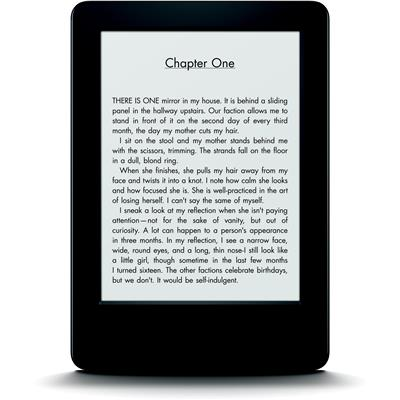 Chapter One
THERE IS ONE mirror in my house. It is behind a sliding
panel in the hallway upstairs. Our faction allows me to
stand in front of it on the second day of every third
month, the day my mother cuts my hair.
I sit on the stool and my mother stands behind me
with the scissors, trimming. The strands fall on the floor
in a dull, blond ring.
When she finishes, she pulls my hair away from my
face and twists it into a knot. I note how calm she looks
and how focused she is. She is well-practiced in the art
of losing herself. I can't say the same of myself.
I sneak a look at my reflection when she isn't paying
attention—not for the sake of vanity, but out of
curiosity. A lot can happen to a person's appearance
in three months. In my reflection, I see a narrow face,
wide, round eyes, and a long, thin nose-I still look like
a little girl, though sometime in the last few months
I turned sixteen. The other factions celebrate birthdays,
but we don't. It would be self-indulgent.